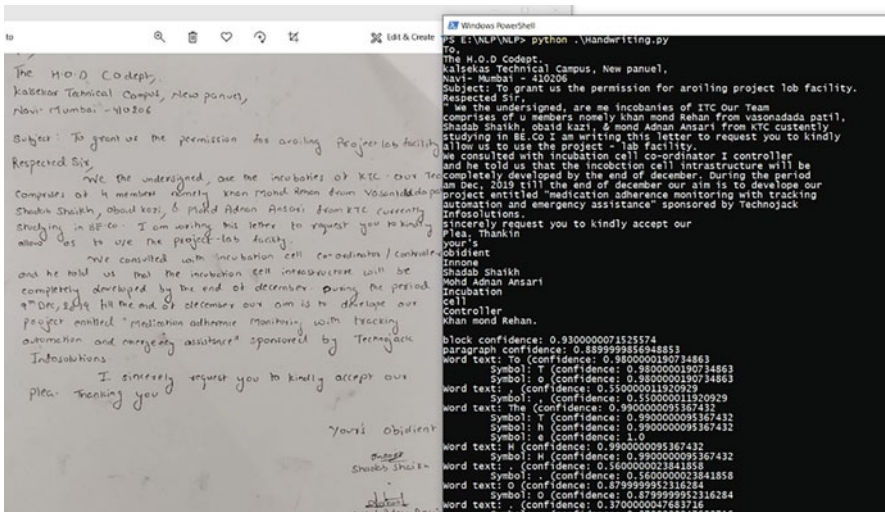 to
Edit & Create
The H.O.D Codept,
Kalsekar Technical Campus, New panvel,
Navi-Mumbai - 410206
Subject: To grant us the permission for availing Project lab facility
Respected Sir,
We the undersigned, are the incubaties of KTC. Our Tec
Comprises of 4 members namely Khan Mohd Rehan from Vasantdada pa
Shadab Shaikh, Obaid kazi, & Mohd Adnan Ansari from KTC currently
studying in BE.Co. I am writing this letter to request you to kindly
allow us to use the project-lab facility.
We consulted with incubation cell co-ordinator / controlle
and he told us that the incubation cell infrastructure will be
completely developed by the end of december. During the period
9th Dec, 2019 till the end of december our aim is to develope our
project entitled "Medication adherence Monitoring with tracking
automation and emergency assistance" sponsored by Technojack
Infosolutions.
I sincerely request you to kindly accept our
plea. Thanking you
Your's Obidient
Shadab Shaikh
Windows PowerShell
PS E:\NLP\NLP> python .\Handwriting.py
To,
The H.O.D Codept.
kalsekas Technical Campus, New panuel,
Navi- Mumbai - 410206
Subject: To grant us the permission for aroiling project lob facility.
Respected Sir,
" We the undersigned, are me incobanies of ITC Our Team
comprises of u members nomely khan mond Rehan from vasonadada patil,
Shadab Shaikh, obaid kazi, & mond Adnan Ansari from KTC custently
studying in BE.Co I am writing this letter to request you to kindly
allow us to use the project - lab facility.
We consulted with incubation cell co-ordinator I controller
and he told us that the incobction cell intrastructure will be
completely developed by the end of december. During the period
am Dec, 2019 till the end of december our aim is to develope our
project entitled "medication adherence monitoring with tracking
automation and emergency assistance" sponsored by Technojack
Infosolutions.
sincerely request you to kindly accept our
Plea. Thankin
your's
obidient
Innone
Shadab Shaikh
Mohd Adnan Ansari
Incubation
cell
Controller
Khan mond Rehan.
block confidence: 0.9300000071525574
paragraph confidence: 0.8899999856948853
Word text: To (confidence: 0.9800000190734863
Symbol: T (confidence: 0.9800000190734863
Symbol: o (confidence: 0.9800000190734863
Word text: , (confidence: 0.550000011920929
Symbol: , (confidence: 0.550000011920929
Word text: The (confidence: 0.9900000095367432
Symbol: T (confidence: 0.9900000095367432
Symbol: h (confidence: 0.9900000095367432
Symbol: e (confidence: 1.0
Word text: H (confidence: 0.9900000095367432
Symbol: H (confidence: 0.9900000095367432
Word text: . (confidence: 0.5600000023841858
Symbol: . (confidence: 0.5600000023841858
Word text: O (confidence: 0.8799999952316284
Symbol: O (confidence: 0.8799999952316284
Word text: . (confidence: 0.3700000047683716